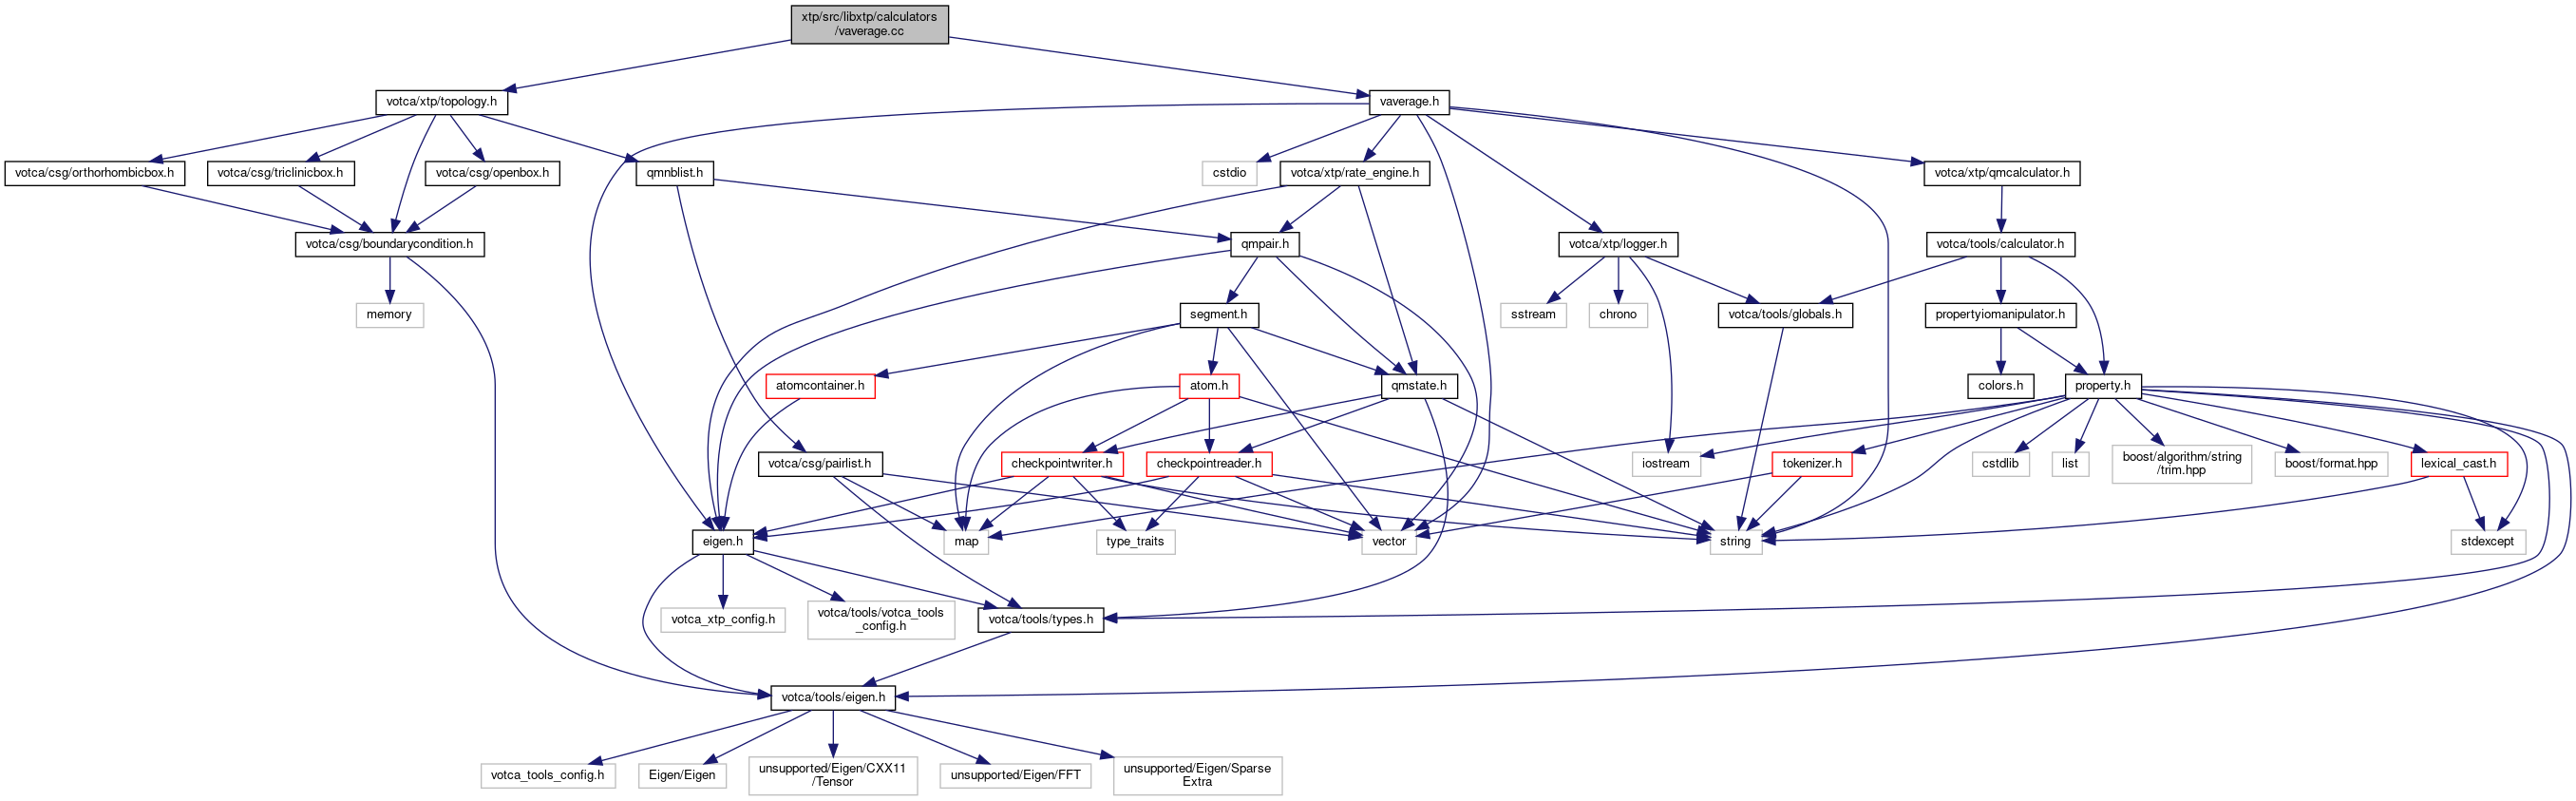 xtp/src/libxtp/calculators
/vaverage.cc
votca/xtp/topology.h
vaverage.h
votca/csg/orthorhombicbox.h
votca/csg/triclinicbox.h
votca/csg/openbox.h
qmnblist.h
cstdio
votca/xtp/rate_engine.h
votca/xtp/qmcalculator.h
votca/csg/boundarycondition.h
qmpair.h
votca/xtp/logger.h
votca/tools/calculator.h
memory
segment.h
sstream
chrono
votca/tools/globals.h
propertyiomanipulator.h
atomcontainer.h
atom.h
qmstate.h
colors.h
property.h
votca/csg/pairlist.h
checkpointwriter.h
checkpointreader.h
iostream
tokenizer.h
cstdlib
list
boost/algorithm/string
/trim.hpp
boost/format.hpp
lexical_cast.h
eigen.h
map
type_traits
vector
string
stdexcept
votca_xtp_config.h
votca/tools/votca_tools
_config.h
votca/tools/types.h
votca/tools/eigen.h
votca_tools_config.h
Eigen/Eigen
unsupported/Eigen/CXX11
/Tensor
unsupported/Eigen/FFT
unsupported/Eigen/Sparse
Extra